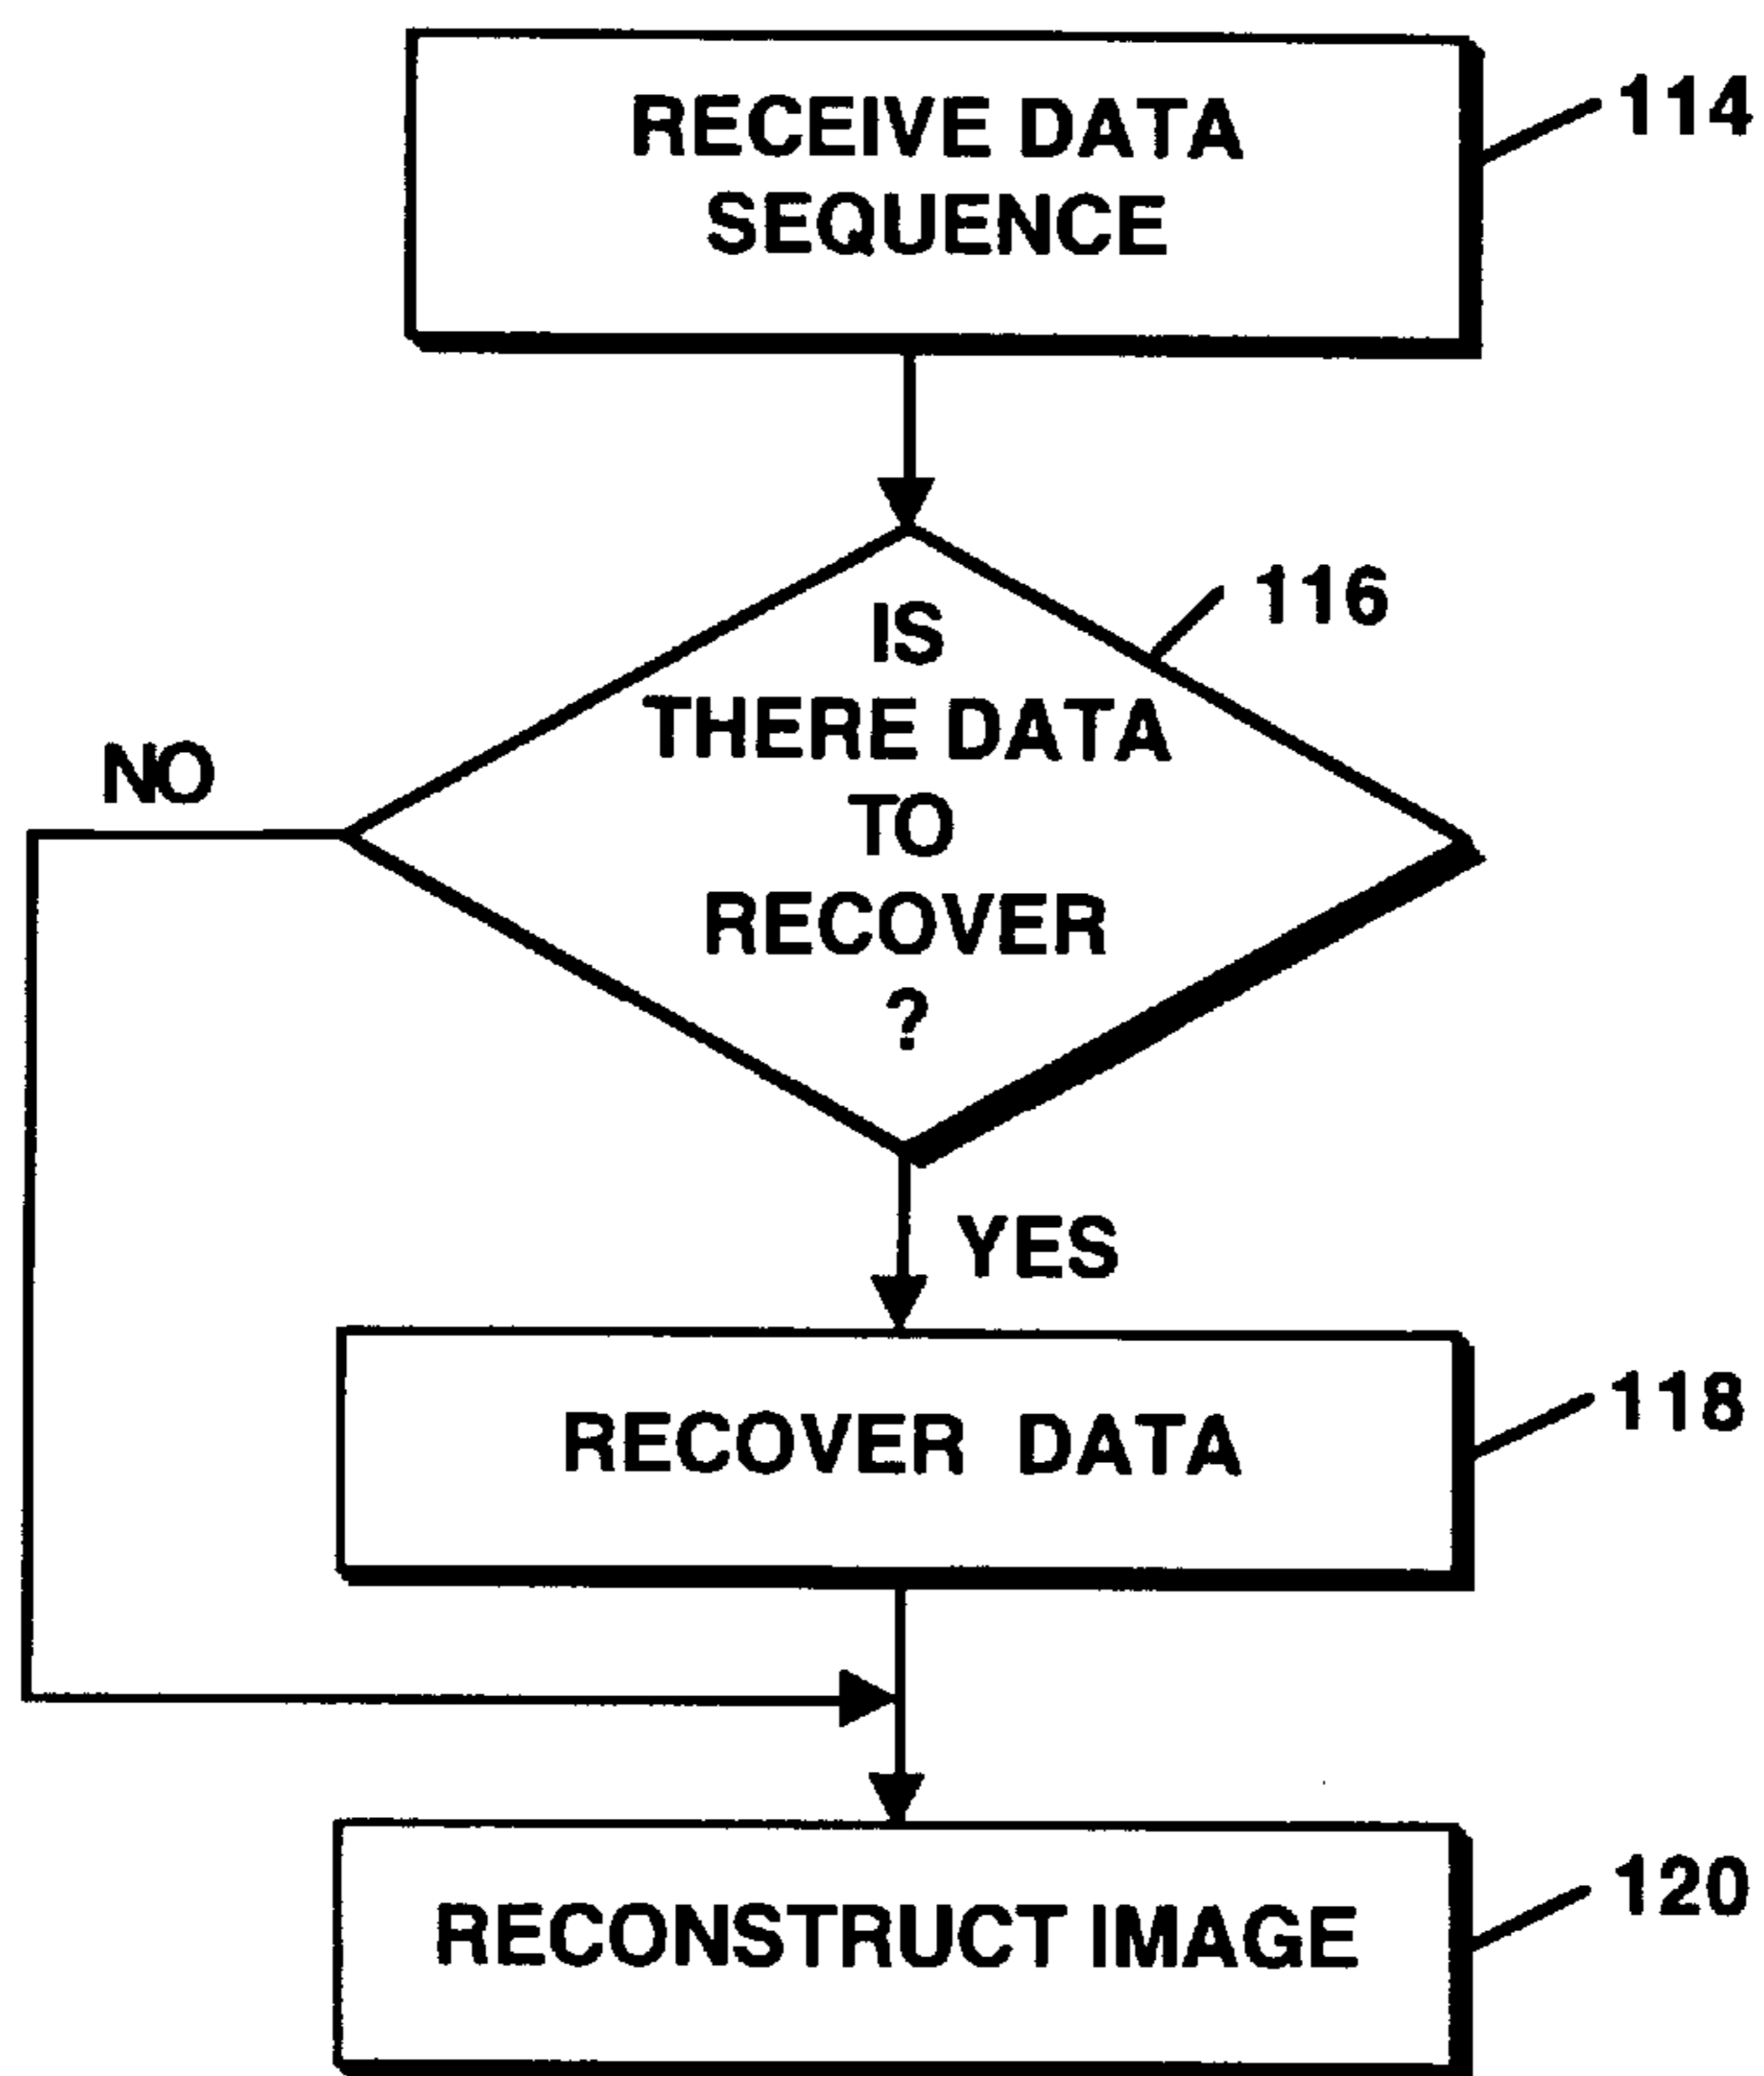 RECEIVE DATA
SEQUENCE
114
IS
THERE DATA
TO
RECOVER
?
116
NO
YES
RECOVER DATA
118
RECONSTRUCT IMAGE
120